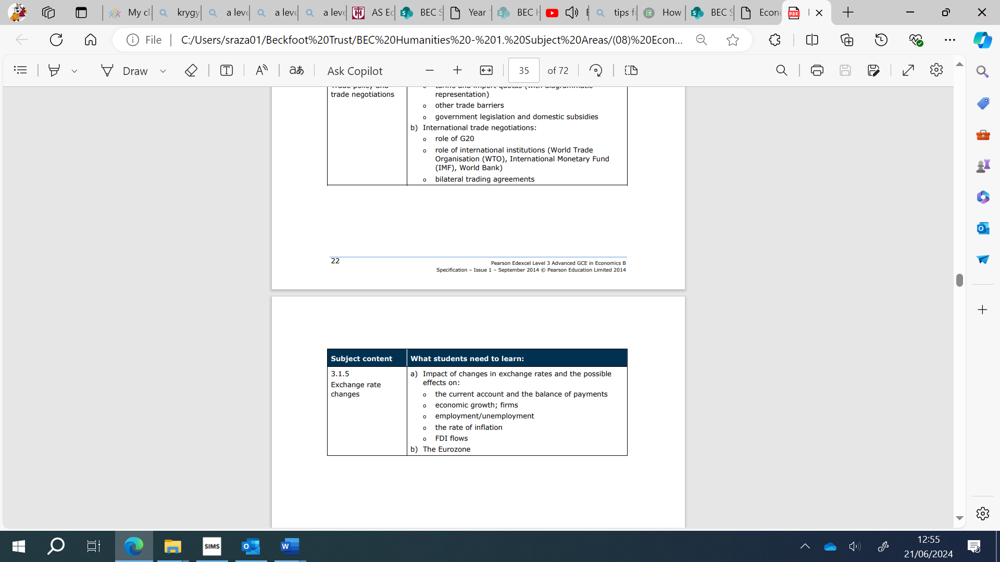 My cl
krygy
a leve
a leve
a leve
AS Ec
BEC S
Year
BEC H
tips fo
How
BEC S
Econo
File
C:/Users/sraza01/Beckfoot%20Trust/BEC%20Humanities%20-%201.%20Subject%20Areas/(08)%20Econ...
Draw
Ask Copilot
35
of 72
trade negotiations
representation)
o other trade barriers
o government legislation and domestic subsidies
b) International trade negotiations:
o role of G20
o role of international institutions (World Trade
Organisation (WTO), International Monetary Fund
(IMF), World Bank)
o bilateral trading agreements
22
Pearson Edexcel Level 3 Advanced GCE in Economics B
Specification – Issue 1 – September 2014 © Pearson Education Limited 2014
Subject content
What students need to learn:
3.1.5
Exchange rate
changes
a) Impact of changes in exchange rates and the possible
effects on:
o the current account and the balance of payments
o economic growth; firms
o employment/unemployment
o the rate of inflation
o FDI flows
b) The Eurozone
SIMS
12:55
21/06/2024